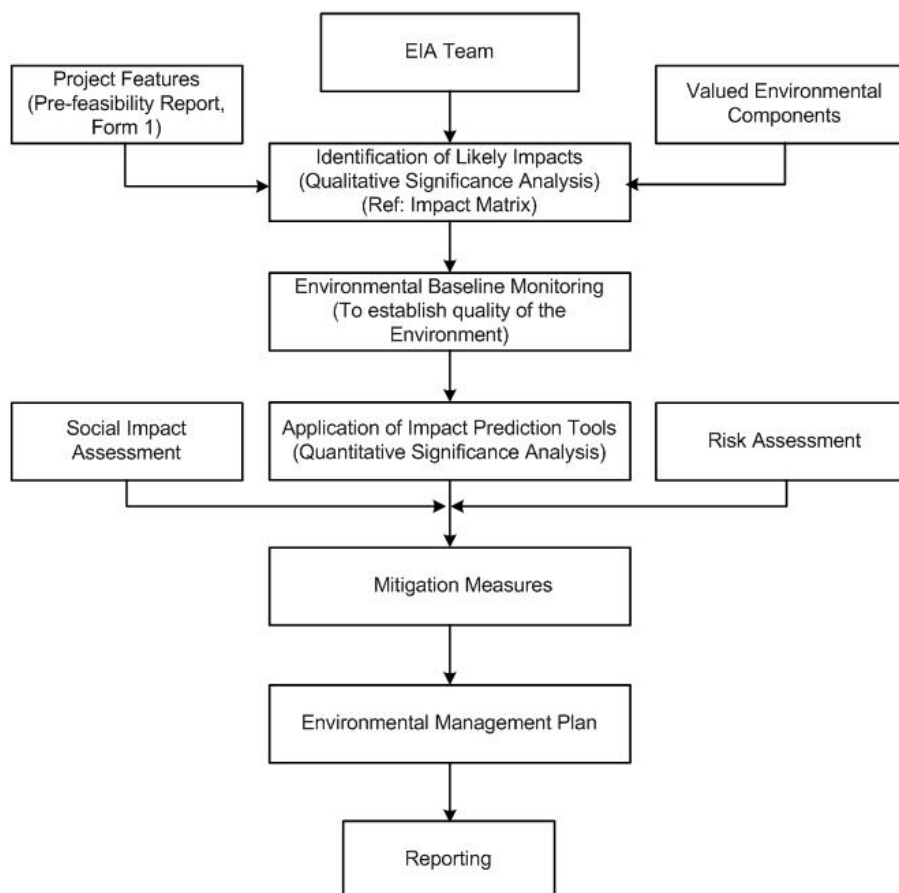 EIA Team
Project Features
(Pre-feasibility Report,
Form 1)
Valued Environmental
Components
Identification of Likely Impacts
(Qualitative Significance Analysis)
(Ref: Impact Matrix)
Environmental Baseline Monitoring
(To establish quality of the
Environment)
Social Impact
Assessment
Application of Impact Prediction Tools
(Quantitative Significance Analysis)
Risk Assessment
Mitigation Measures
Environmental Management Plan
Reporting